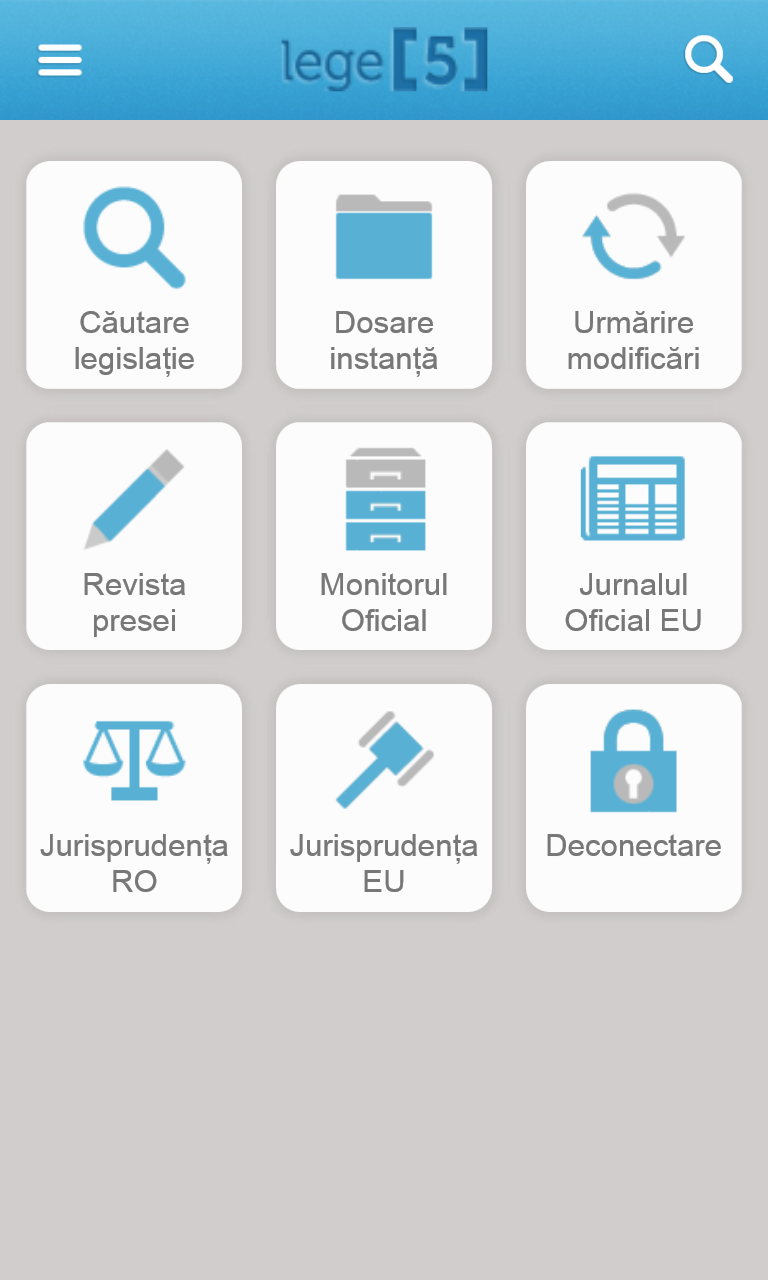 lege[5]
Căutare
legislație
Dosare
instanță
Urmărire
modificări
Revista
presei
Monitorul
Oficial
Jurnalul
Oficial EU
Jurisprudența
RO
Jurisprudența
EU
Deconectare